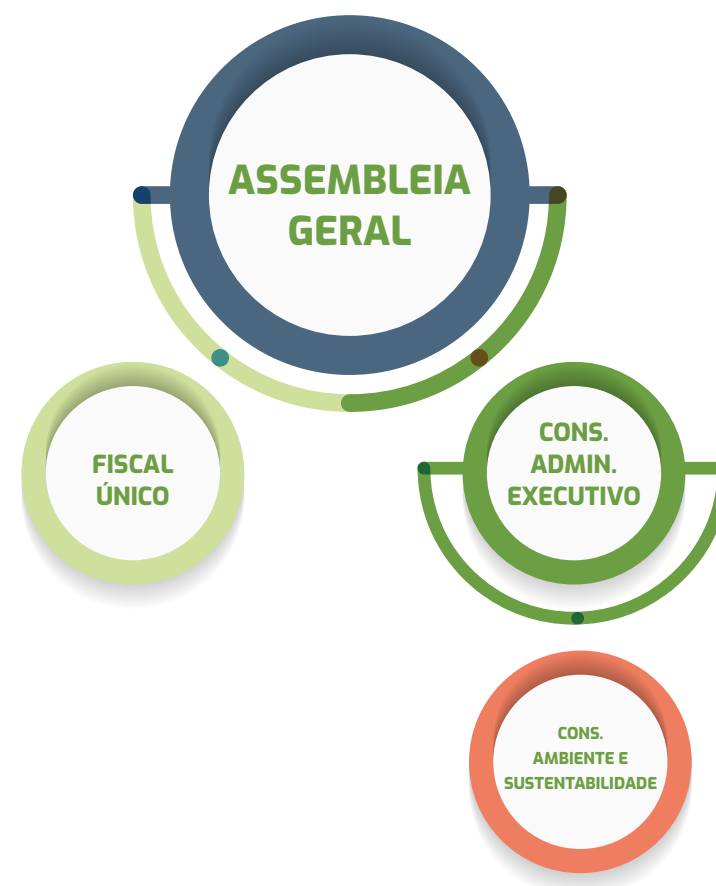 ASSEMBLEIA
GERAL
FISCAL
ÚNICO
CONS.
ADMIN.
EXECUTIVO
CONS.
AMBIENTE E
SUSTENTABILIDADE